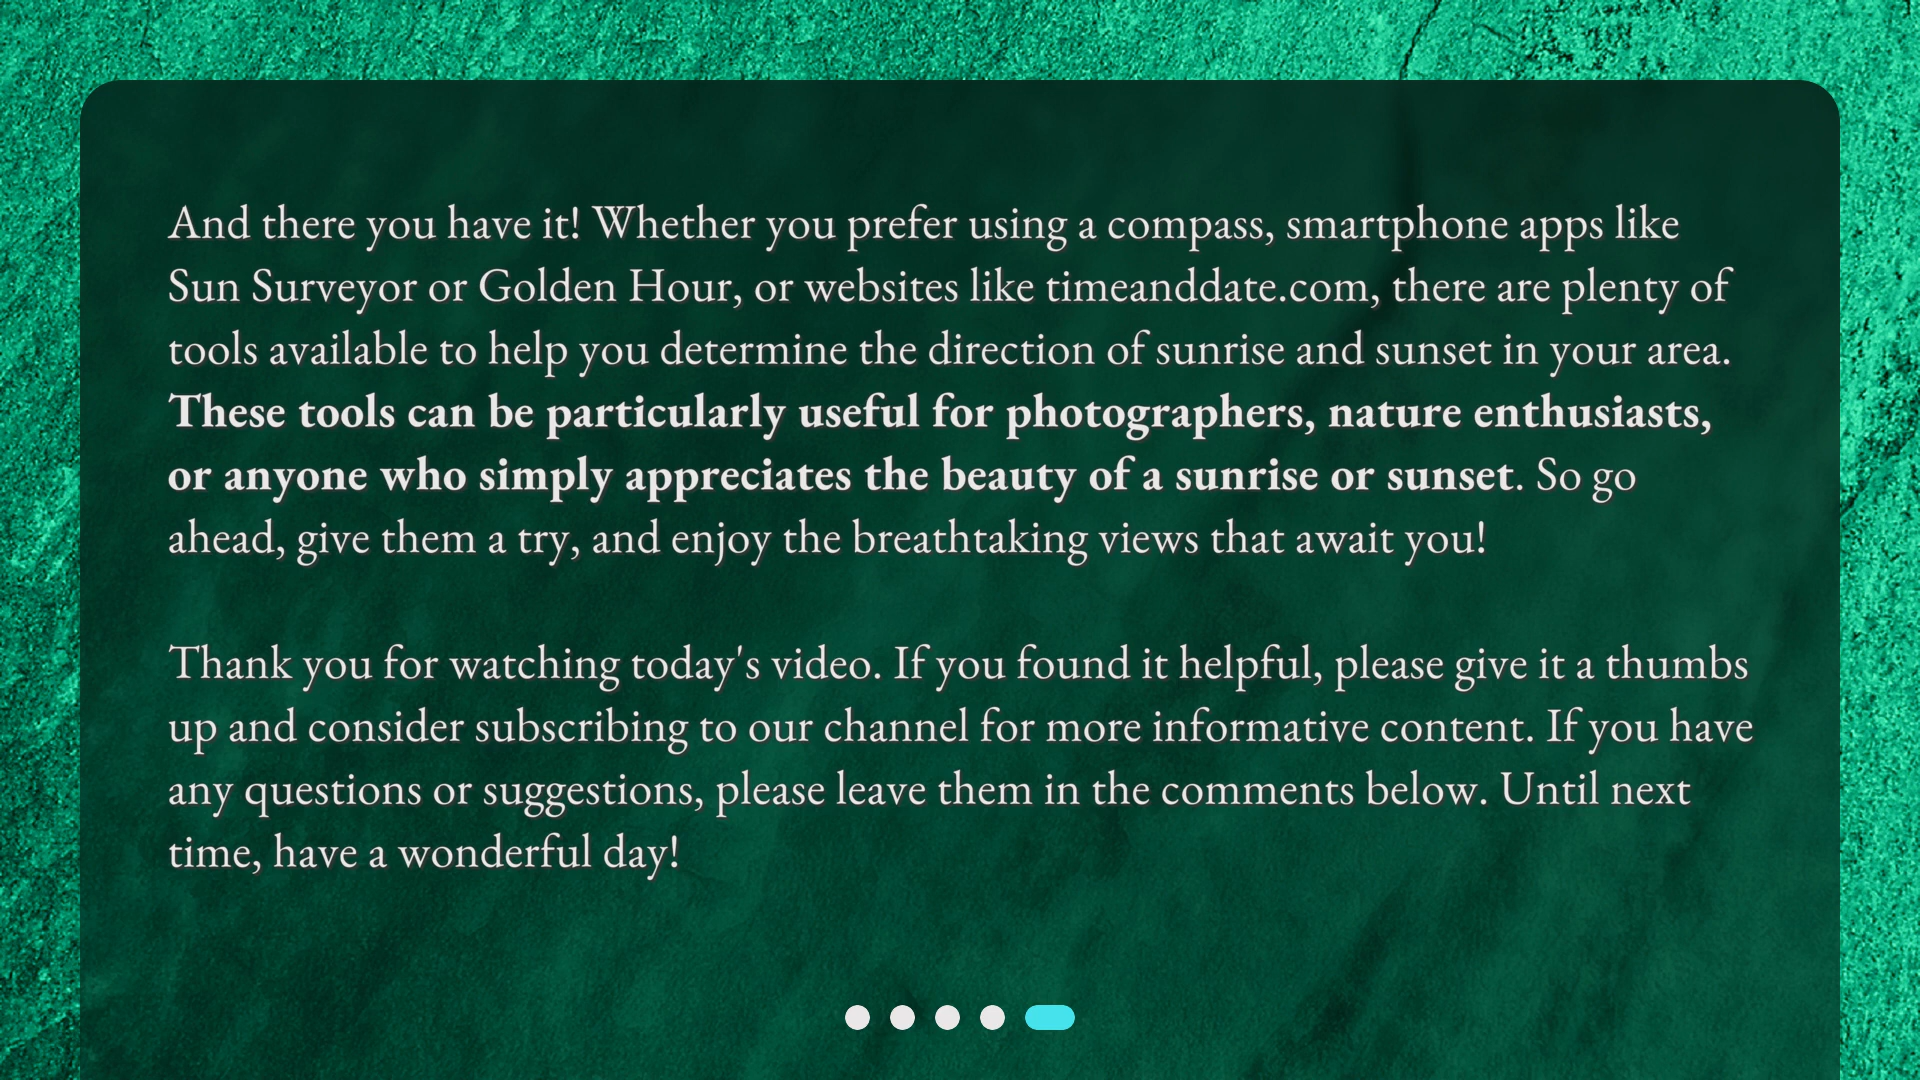 And there you have it! Whether you prefer using a compass, smartphone apps like
Sun Surveyor or Golden Hour, or websites like timeanddate.com, there are plenty of
tools available to help you determine the direction of sunrise and sunset in your area.
These tools can be particularly useful for photographers, nature enthusiasts,
or anyone who simply appreciates the beauty of a sunrise or sunset. So go
ahead, give them a try, and enjoy the breathtaking views that await you!
Thank you for watching today's video. If you found it helpful, please give it a thumbs
up and consider subscribing to our channel for more informative content. If you have
any questions or suggestions, please leave them in the comments below. Until next
time, have a wonderful day!